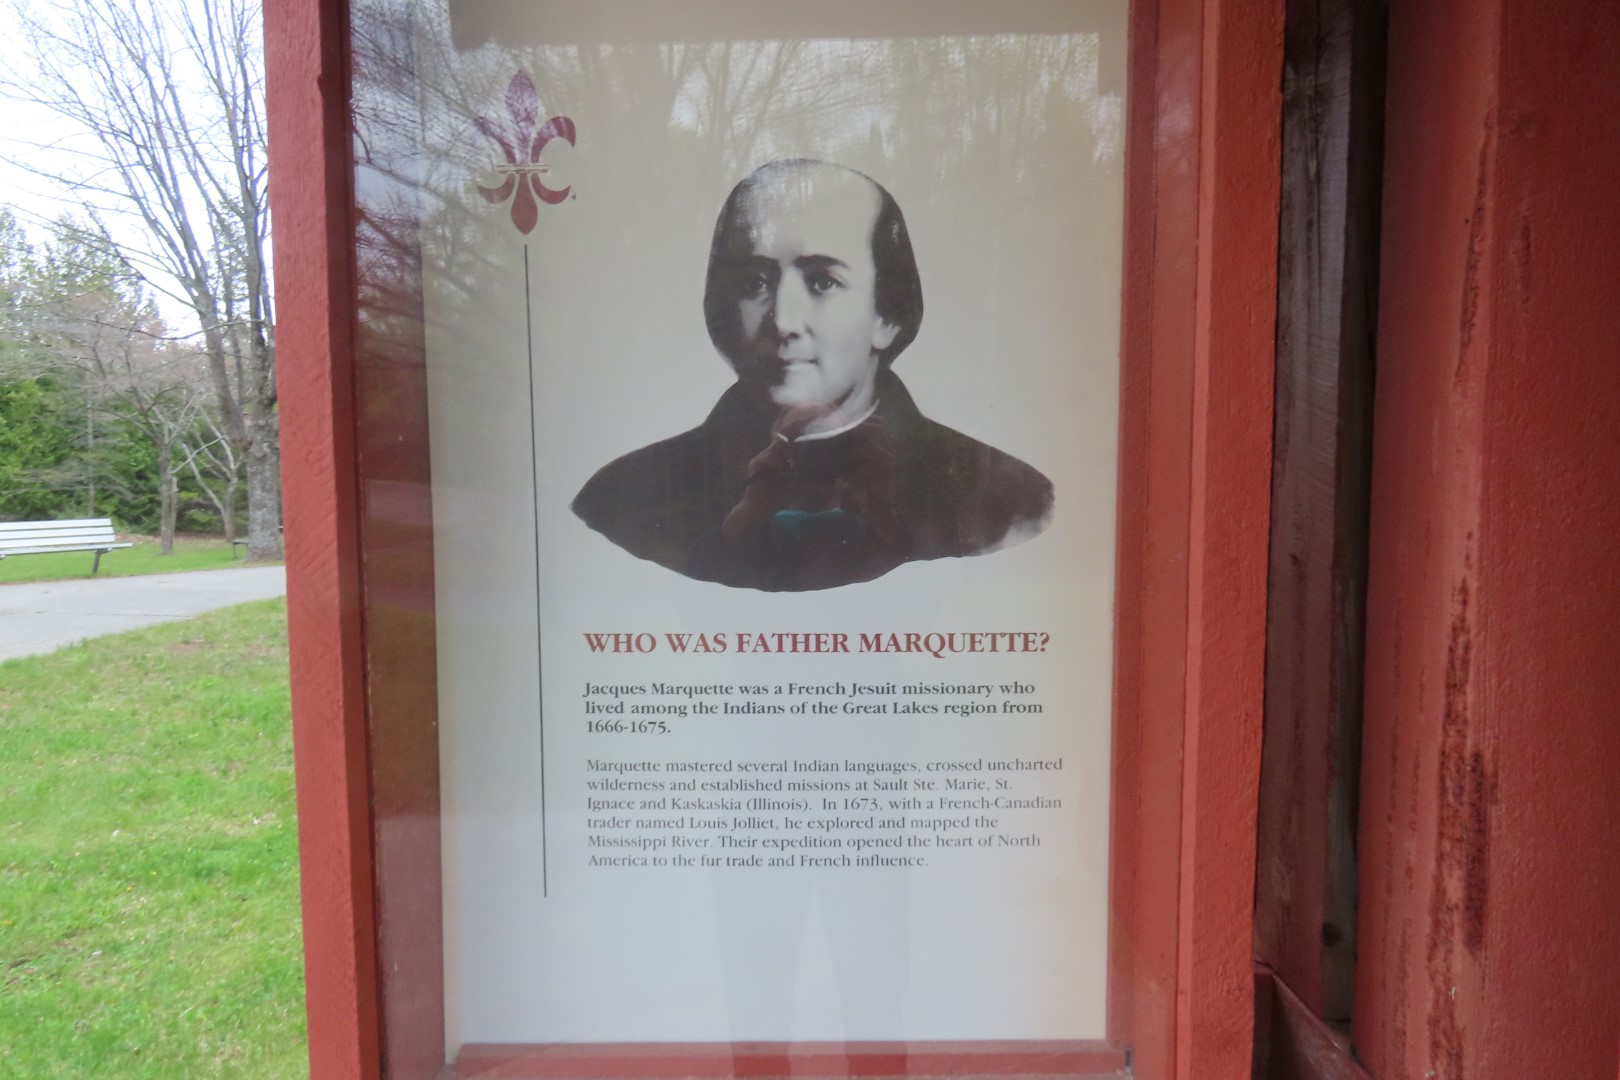 WHO WAS FATHER MARQUETTE?
Jacques Marquette was a French Jesuit missionary who
lived among the Indians of the Great Lakes region from
1666-1675.
Marquette mastered several Indian languages, crossed uncharted
wilderness and established missions at Sault Ste. Marie, St.
Ignace and Kaskaskia (Illinois). In 1673, with a French-Canadian
trader named Louis Jolliet, he explored and mapped the
Mississippi River. Their expedition opened the heart of North
America to the fur trade and French influence.